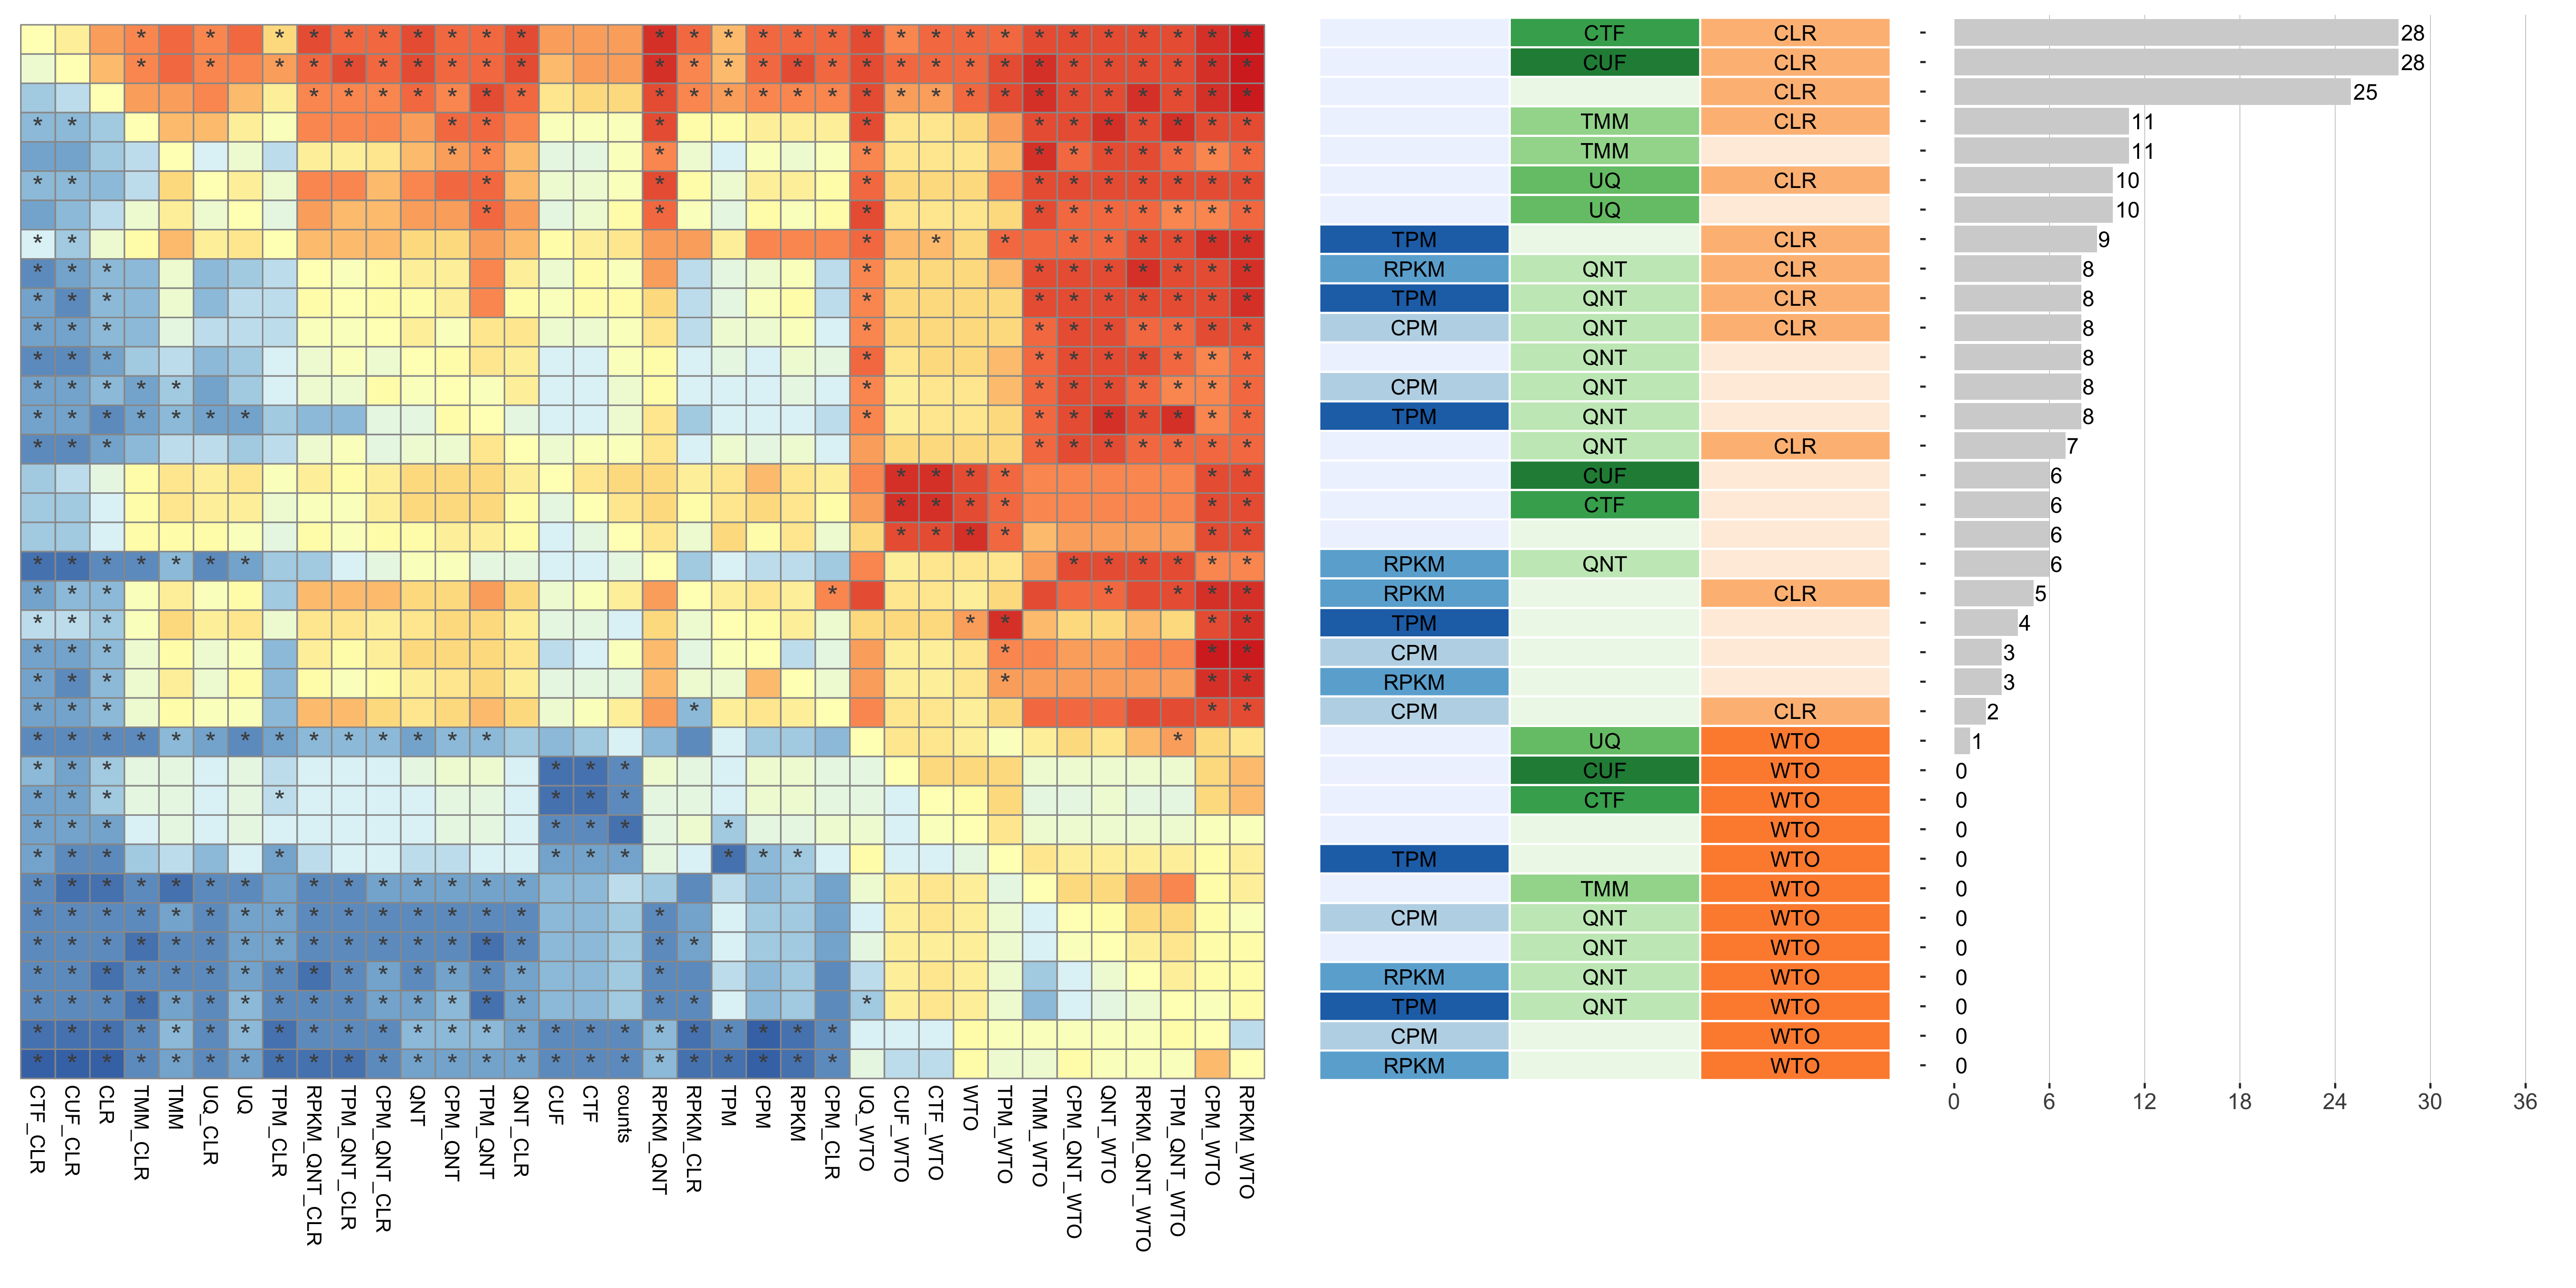 CTF CLR - 28
CUF CLR - 28
CLR - 25
TMM CLR - 11
TMM - 11
UQ CLR - 10
UQ - 10
TPM CLR - 9
RPKM QNT CLR - 8
TPM QNT CLR - 8
CPM QNT CLR - 8
QNT - 8
CPM QNT - 8
TPM QNT - 8
QNT CLR - 7
CUF - 6
CTF - 6
- 6
RPKM QNT - 6
RPKM CLR - 5
TPM - 4
CPM - 3
RPKM - 3
CPM CLR - 2
UQ WTO - 1
CUF WTO - 0
CTF WTO - 0
WTO - 0
TPM WTO - 0
TMM WTO - 0
CPM QNT WTO - 0
QNT WTO - 0
RPKM QNT WTO - 0
TPM QNT WTO - 0
CPM WTO - 0
RPKM WTO - 0
CTF_CLR
CUF_CLR
CLR
TMM_CLR
TMM
UQ_CLR
UQ
TPM_CLR
RPKM_QNT_CLR
TPM_QNT_CLR
CPM_QNT_CLR
QNT
CPM_QNT
TPM_QNT
QNT_CLR
CUF
CTF
counts
RPKM_QNT
RPKM_CLR
TPM
CPM
RPKM
CPM_CLR
UQ_WTO
CUF_WTO
CTF_WTO
WTO
TPM_WTO
TMM_WTO
CPM_QNT_WTO
QNT_WTO
RPKM_QNT_WTO
TPM_QNT_WTO
CPM_WTO
RPKM_WTO
0 6 12 18 24 30 36